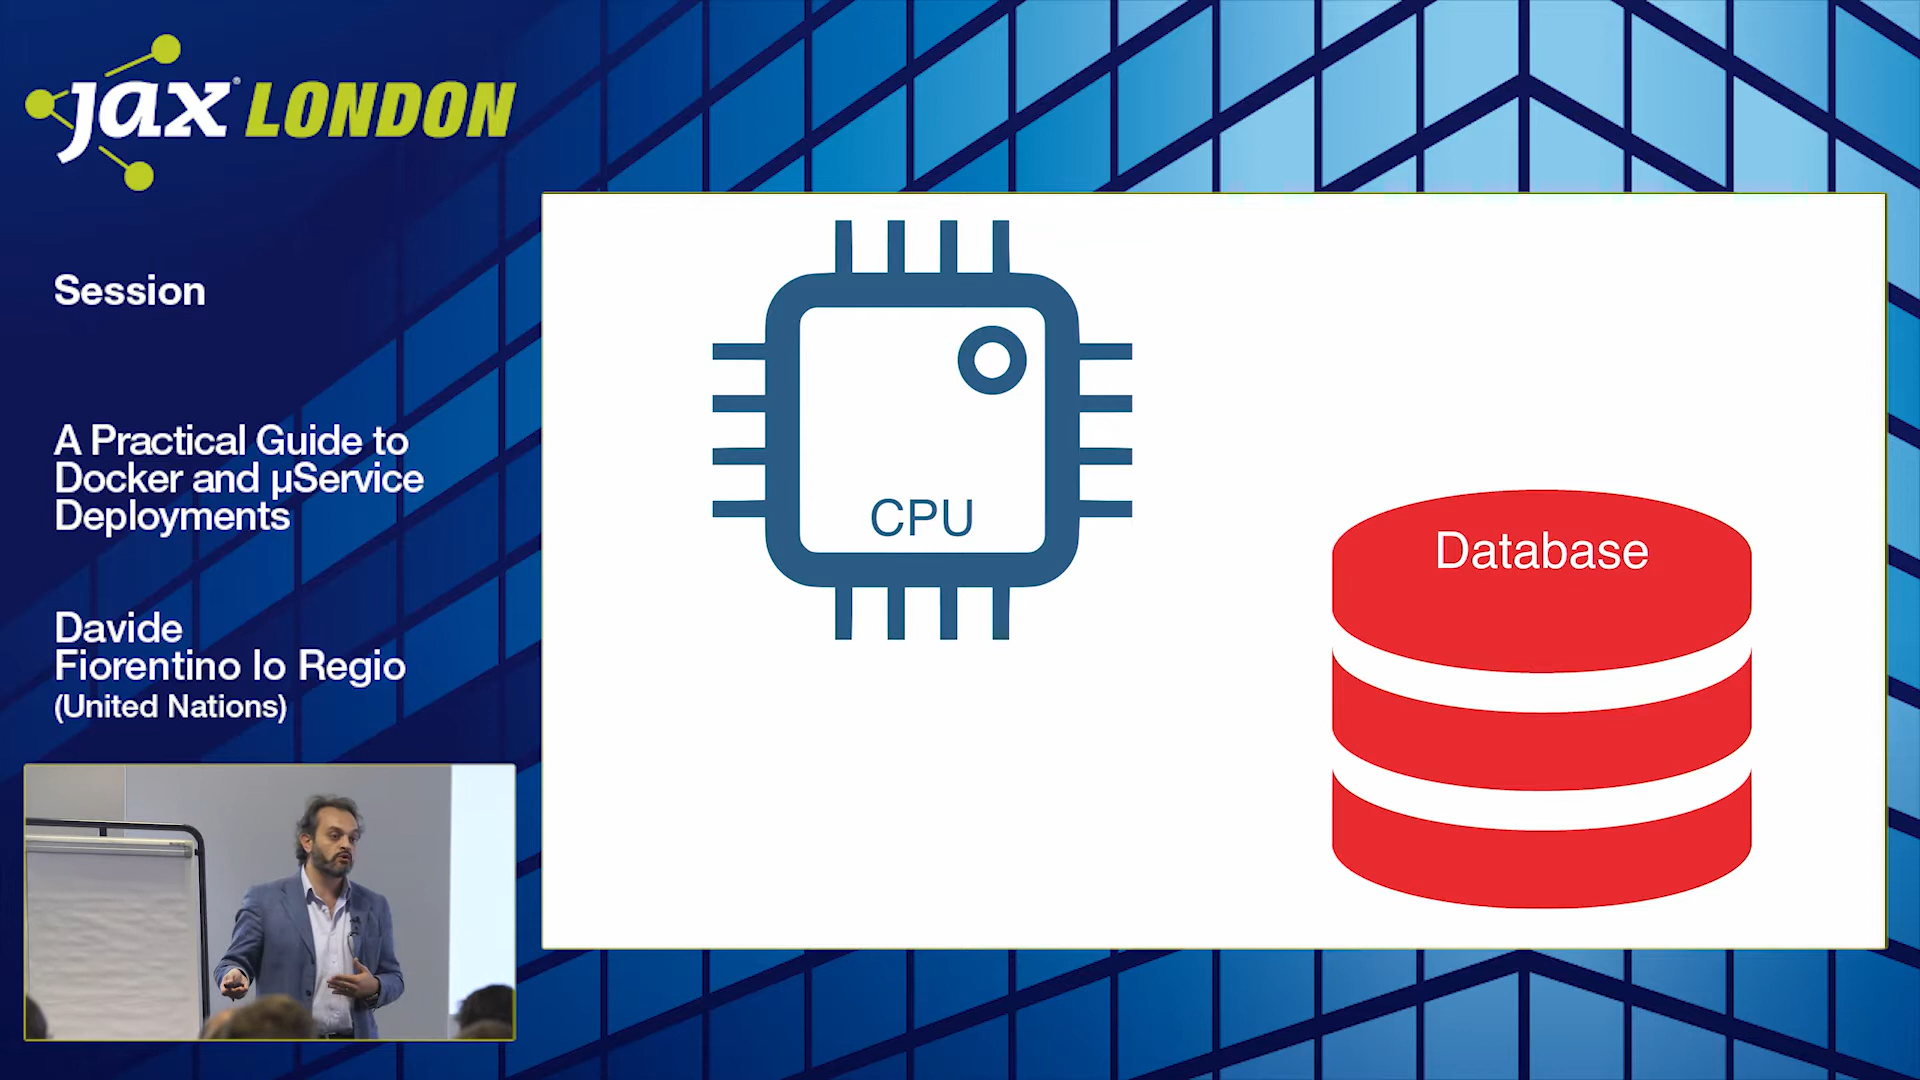 jax LONDON
Session
A Practical Guide to
Docker and µService
Deployments
Davide
Fiorentino lo Regio
(United Nations)
CPU
Database